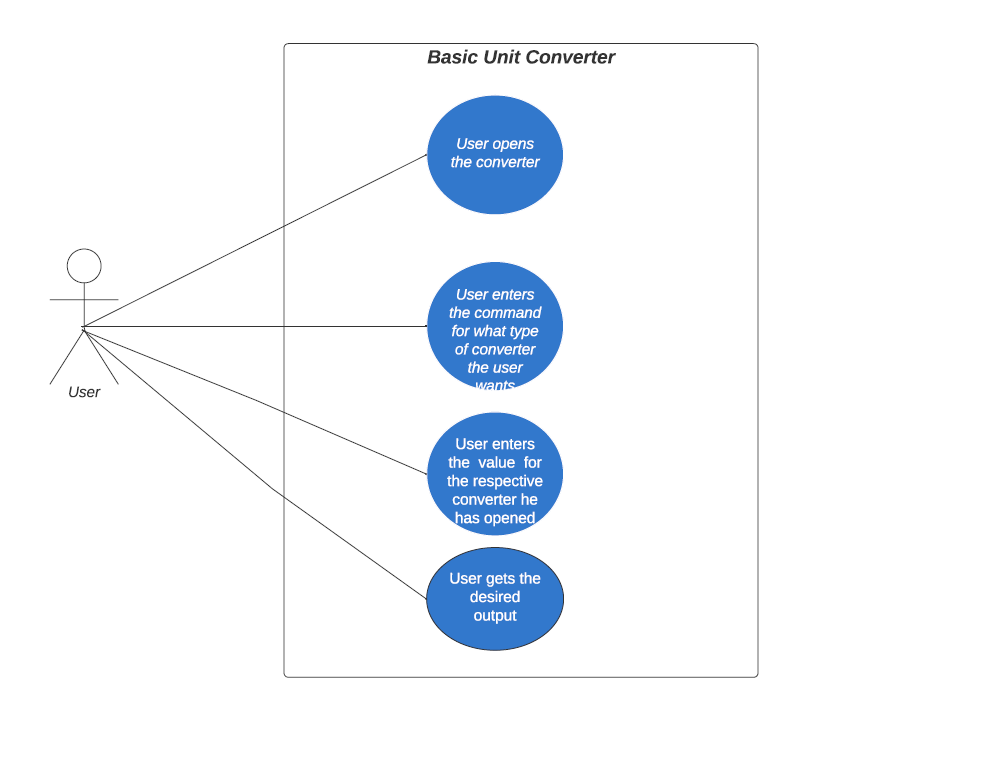 Basic Unit Converter
User opens
the converter
User enters
the command
for what type
of converter
the user
wants
User
User enters
the value for
the respective
converter he
has opened
User gets the
desired
output